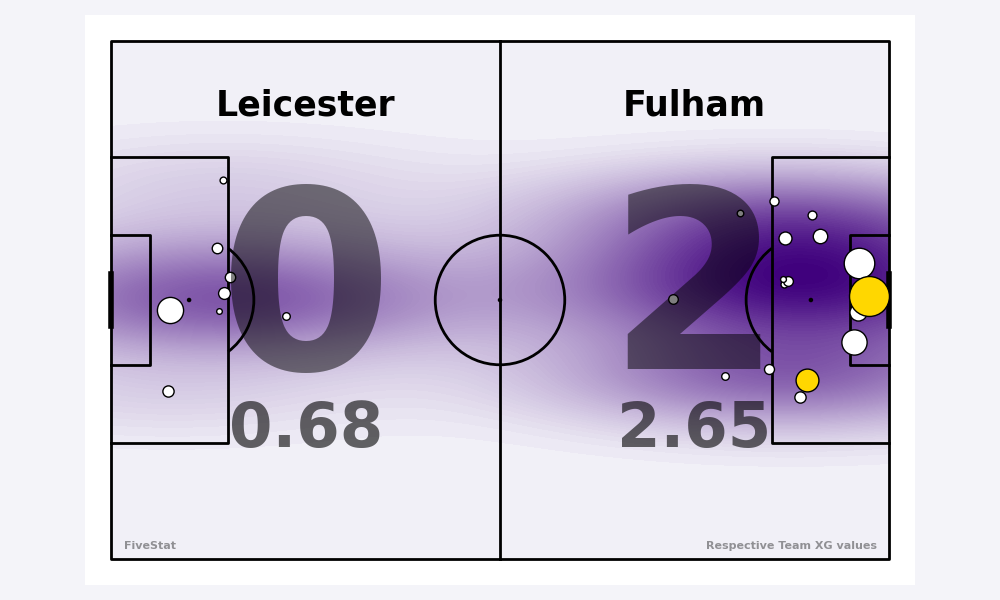 Leicester
Fulham
0
2
0.68
2.65
FiveStat
Respective Team XG values